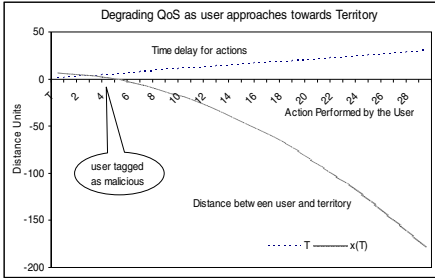 Degrading QoS as user approaches towards Territory
50
0
-50
-100
-150
-200
Distance Units
Time delay for actions
T 2 4 6 8 10 12 14 16 18 20 22 24 26 28
Action Performed by the User
user tagged
as malicious
Distance between user and territory
T x(T)